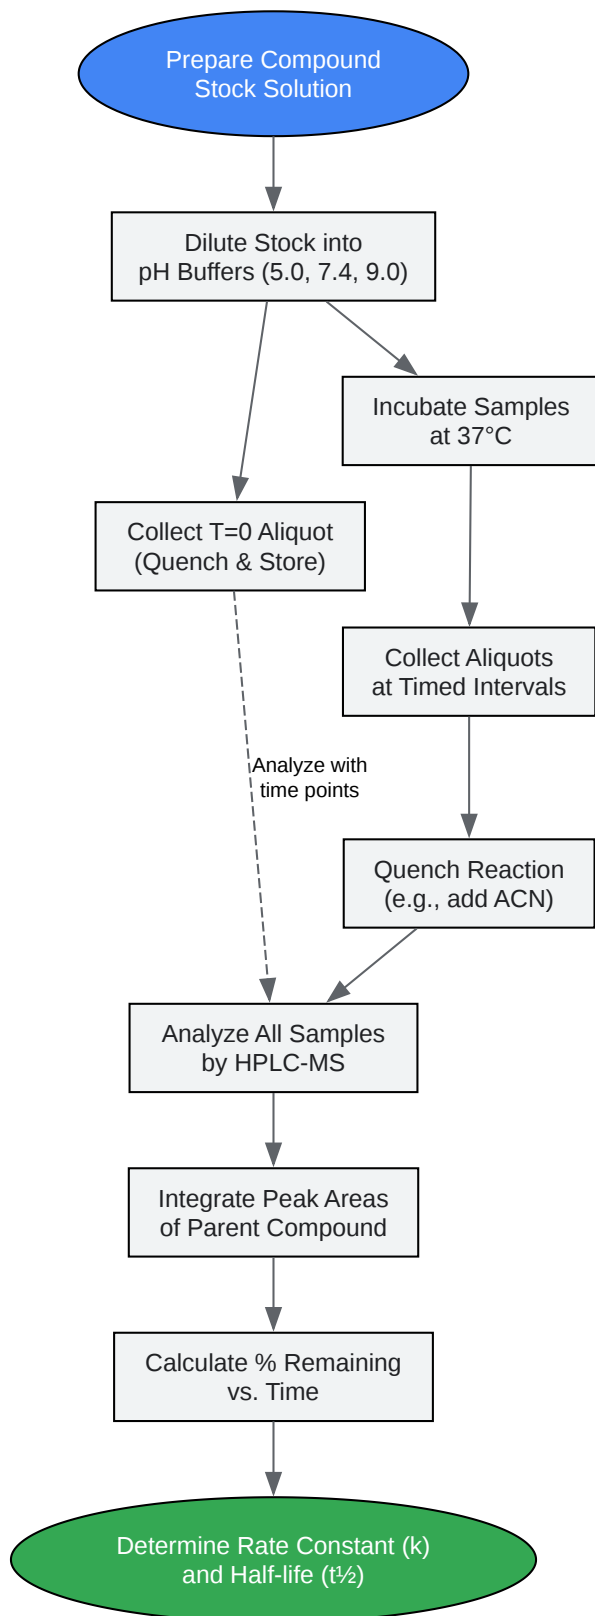 Prepare Compound
Stock Solution
Dilute Stock into
pH Buffers (5.0, 7.4, 9.0)
Incubate Samples
at 37°C
Collect T=0 Aliquot
(Quench & Store)
Collect Aliquots
at Timed Intervals
Analyze with
time points
Quench Reaction
(e.g., add ACN)
Analyze All Samples
by HPLC-MS
Integrate Peak Areas
of Parent Compound
Calculate % Remaining
vs. Time
Determine Rate Constant (k)
and Half-life (t½)